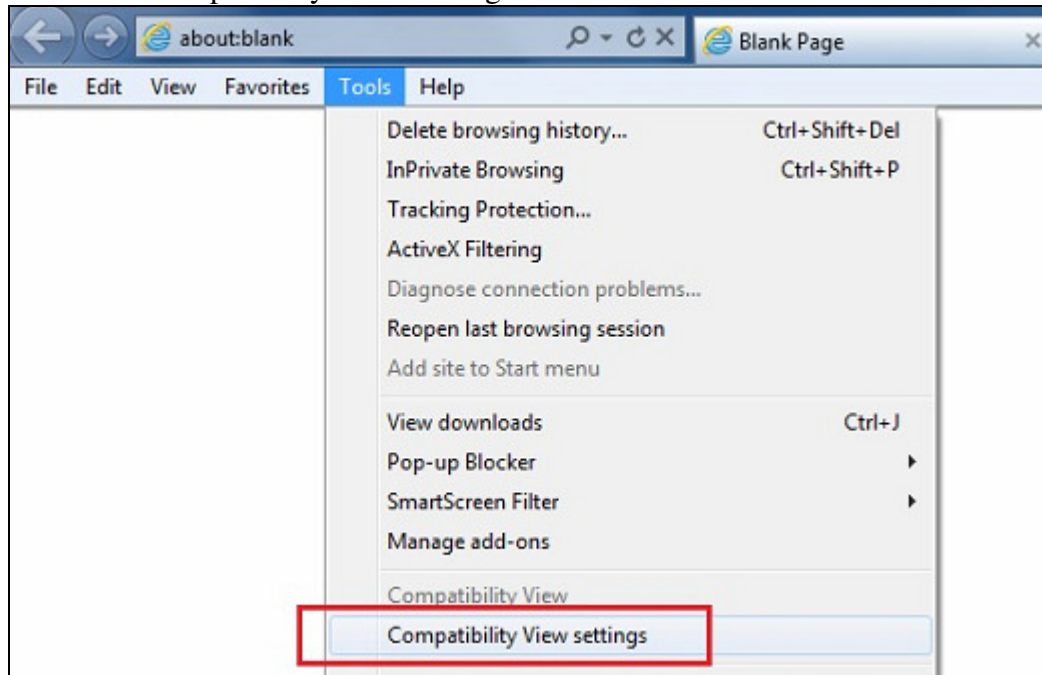 about:blank
Blank Page
File Edit View Favorites Tools Help
Delete browsing history... Ctrl+Shift+Del
InPrivate Browsing Ctrl+Shift+P
Tracking Protection...
ActiveX Filtering
Diagnose connection problems...
Reopen last browsing session
Add site to Start menu
View downloads Ctrl+J
Pop-up Blocker
SmartScreen Filter
Manage add-ons
Compatibility View
Compatibility View settings